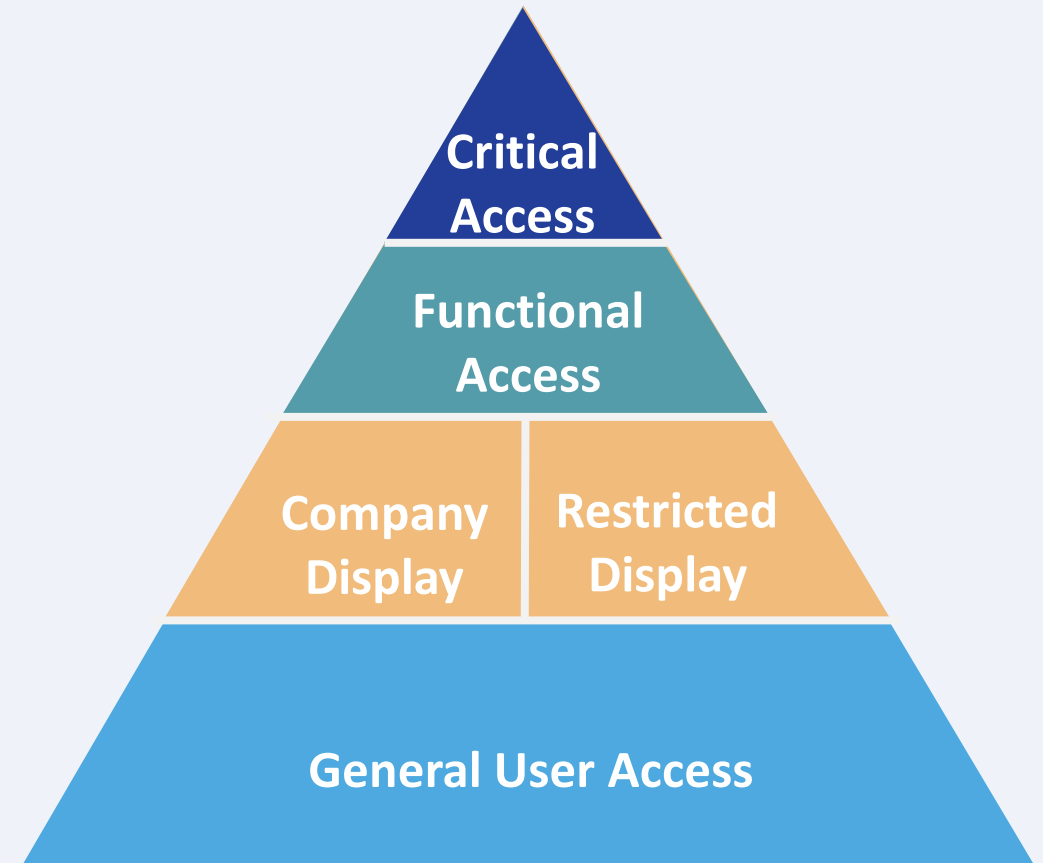 Critical
Access
Functional
Access
Company
Display
Restricted
Display
General User Access